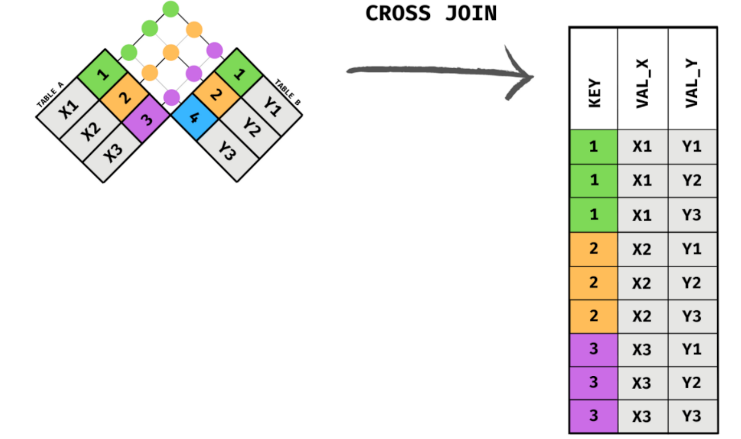 CROSS JOIN
TABLE A
1 X1
2 X2
3 X3
TABLE B
1 Y1
2 Y2
4 Y3
KEY VAL_X VAL_Y
1 X1 Y1
1 X1 Y2
1 X1 Y3
2 X2 Y1
2 X2 Y2
2 X2 Y3
3 X3 Y1
3 X3 Y2
3 X3 Y3